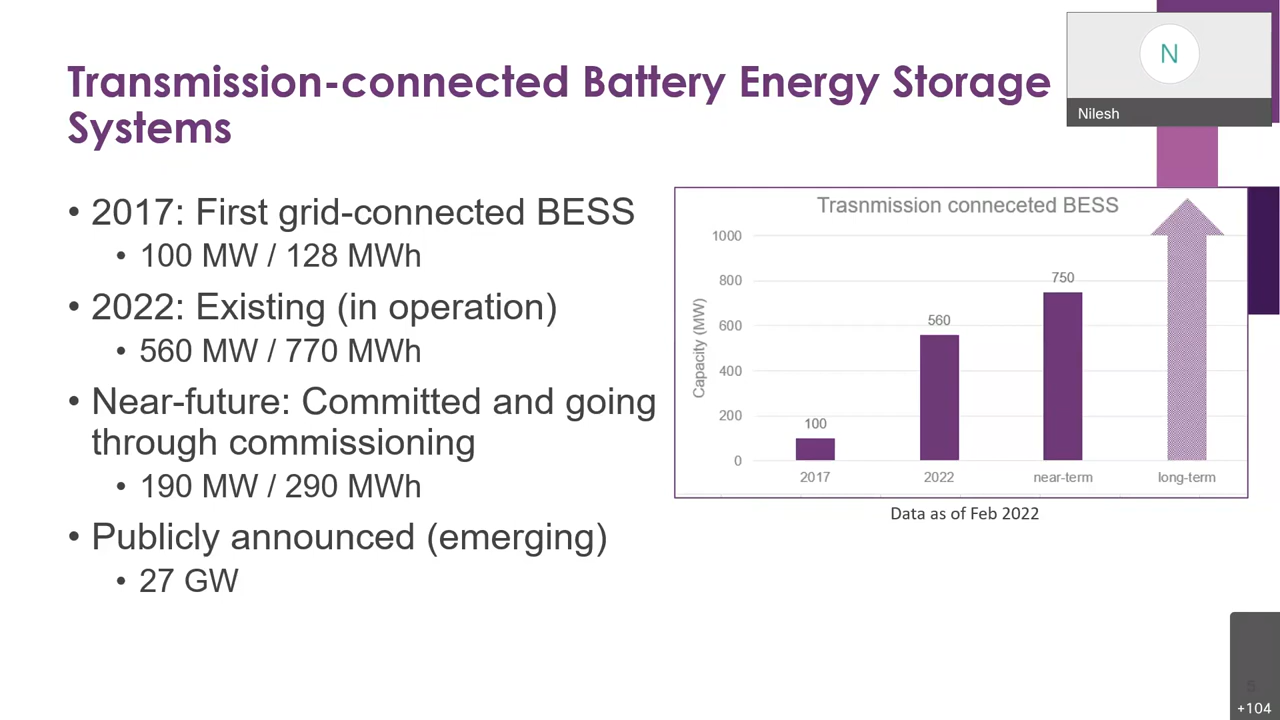 Transmission-connected Battery Energy Storage
Systems
N
Nilesh
• 2017: First grid-connected BESS
• 100 MW / 128 MWh
• 2022: Existing (in operation)
• 560 MW / 770 MWh
• Near-future: Committed and going
through commissioning
• 190 MW / 290 MWh
• Publicly announced (emerging)
• 27 GW
Trasnmission conneceted BESS
Capacity (MW)
1000
800
600
400
200
0
100
560
750
2017
2022
near-term
long-term
Data as of Feb 2022
5
+104